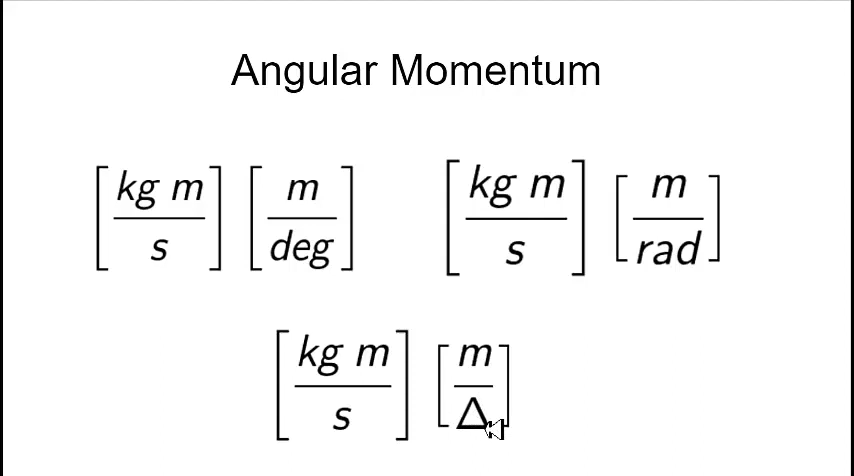 Angular Momentum
[kg m / s] [m / deg] [kg m / s] [m / rad]
[kg m / s] [m / Δ]